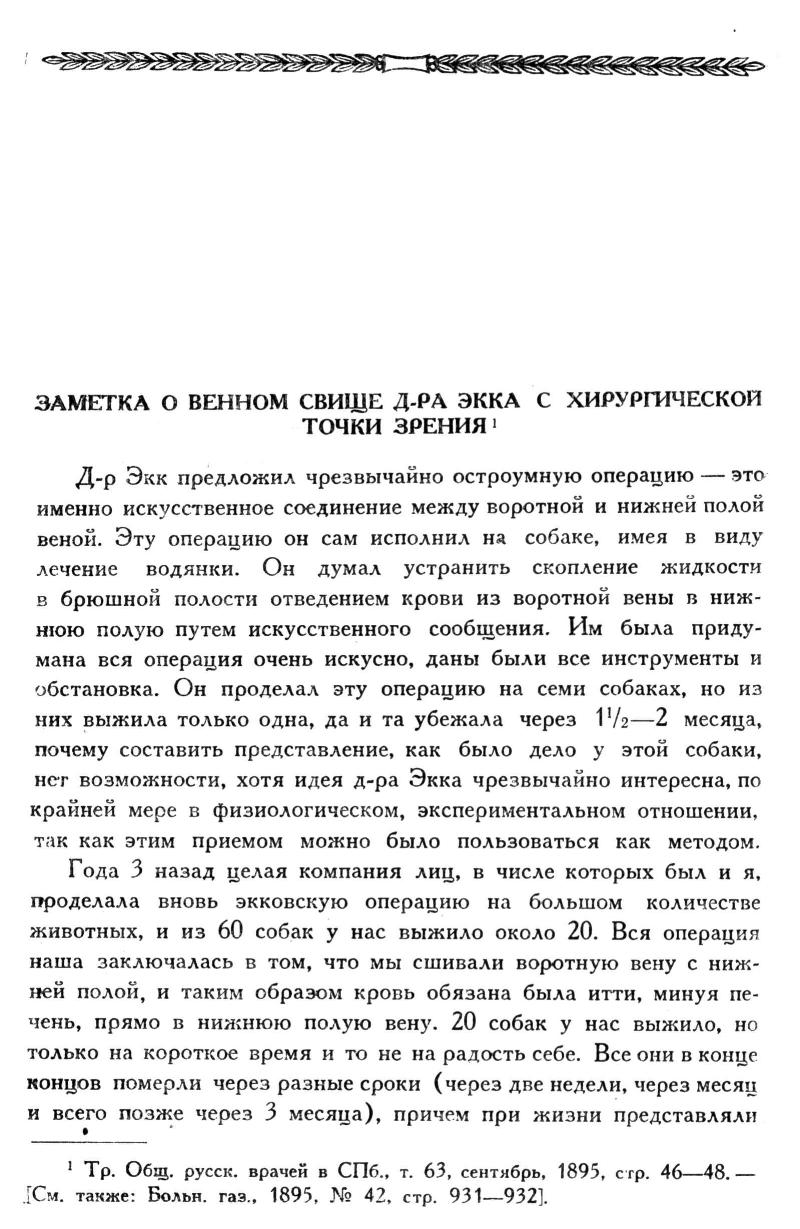 ЗАМЕТКА О ВЕННОМ СВИЩЕ Д-РА ЭККА С ХИРУРГИЧЕСКОЙ
ТОЧКИ ЗРЕНИЯ ¹
Д-р Экк предложил чрезвычайно остроумную операцию — это
именно искусственное соединение между воротной и нижней полой
веной. Эту операцию он сам исполнил на собаке, имея в виду
лечение водянки. Он думал устранить скопление жидкости
в брюшной полости отведением крови из воротной вены в ниж-
нюю полую путем искусственного сообщения. Им была приду-
мана вся операция очень искусно, даны были все инструменты и
обстановка. Он проделал эту операцию на семи собаках, но из
них выжила только одна, да и та убежала через 1½—2 месяца,
почему составить представление, как было дело у этой собаки,
нет возможности, хотя идея д-ра Экка чрезвычайно интересна, по
крайней мере в физиологическом, экспериментальном отношении,
так как этим приемом можно было пользоваться как методом.
Года 3 назад целая компания лиц, в числе которых был и я,
проделала вновь экковскую операцию на большом количестве
животных, и из 60 собак у нас выжило около 20. Вся операция
наша заключалась в том, что мы сшивали воротную вену с ниж-
ней полой, и таким образом кровь обязана была итти, минуя пе-
чень, прямо в нижнюю полую вену. 20 собак у нас выжило, но
только на короткое время и то не на радость себе. Все они в конце
концов померли через разные сроки (через две недели, через месяц
и всего позже через 3 месяца), причем при жизни представляли
¹ Тр. Общ. русск. врачей в СПб., т. 63, сентябрь, 1895, стр. 46—48. —
[См. также: Больн. газ., 1895, № 42, стр. 931—932].